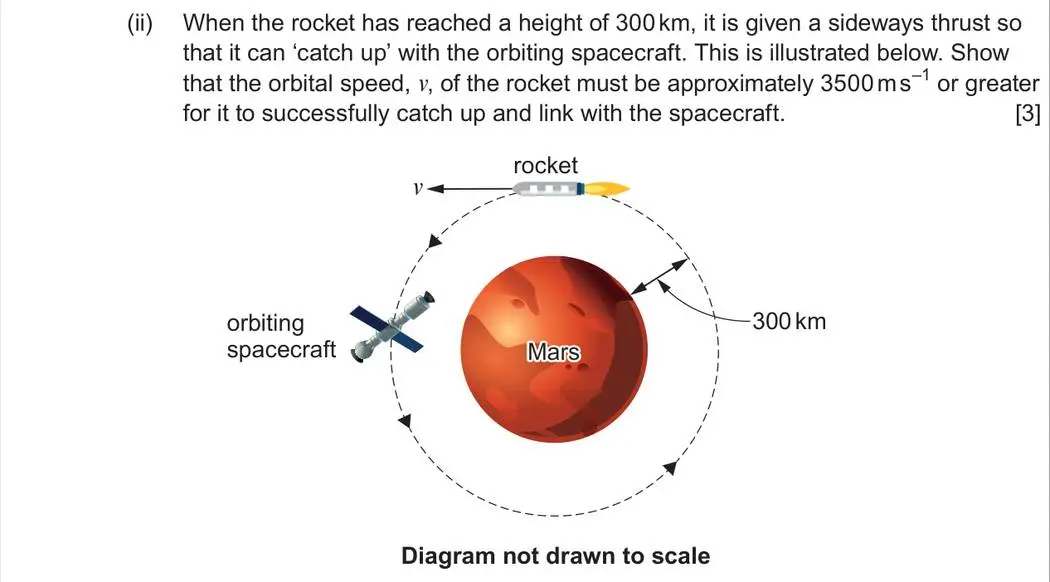 (ii) When the rocket has reached a height of 300 km, it is given a sideways thrust so
that it can ‘catch up’ with the orbiting spacecraft. This is illustrated below. Show
that the orbital speed, v, of the rocket must be approximately 3500 m s⁻¹ or greater
for it to successfully catch up and link with the spacecraft. [3]
rocket
v
orbiting
spacecraft
300 km
Mars
Diagram not drawn to scale